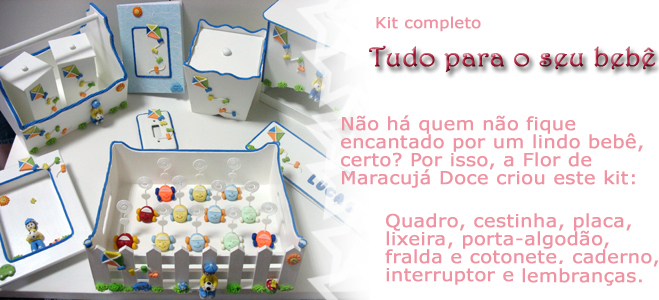 Kit completo
Tudo para o seu bebê
Não há quem não fique
encantado por um lindo bebê,
certo? Por isso, a Flor de
Maracujá Doce criou este kit:
Quadro, cestinha, placa,
lixeira, porta-algodão,
fralda e cotonete, caderno,
interruptor e lembranças.